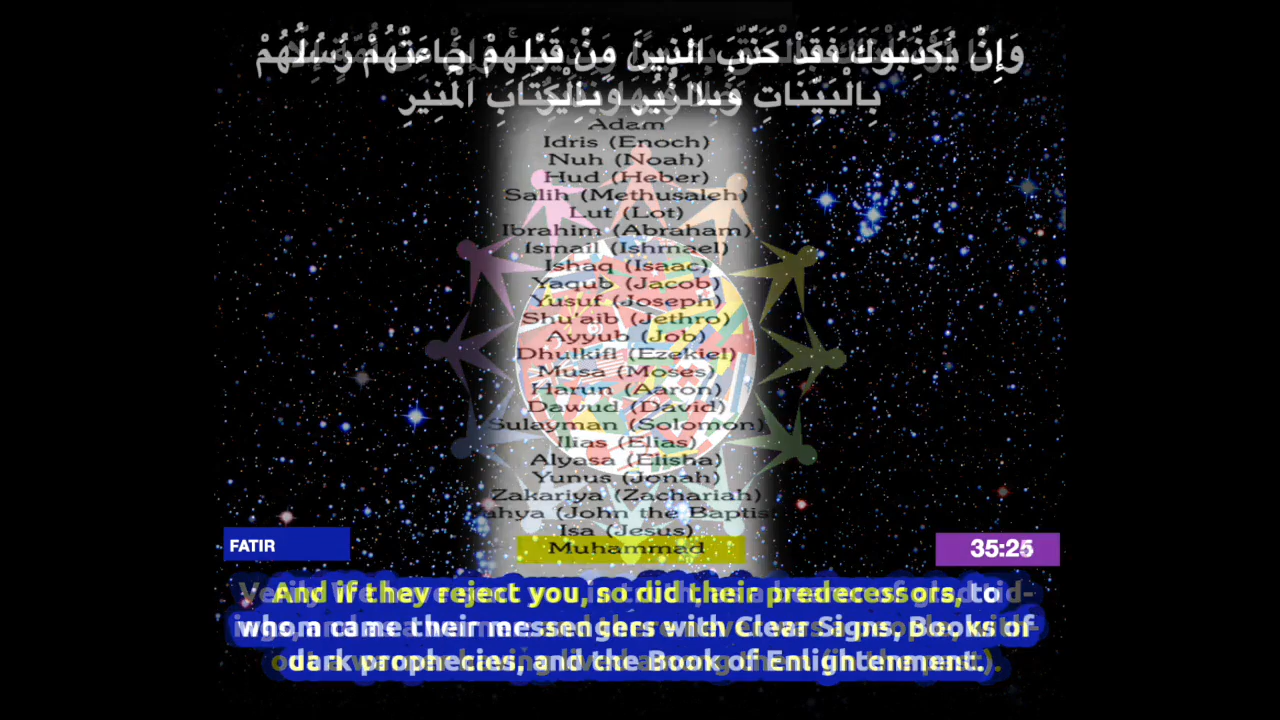 وَإِنْ يُكَذِّبُوكَ فَقَدْ كَذَّبَ الَّذِينَ مِنْ قَبْلِهِمْ جَاءَتْهُمْ رُسُلُهُمْ
بِالْبَيِّنَاتِ وَبِالزُّبُرِ وَبِالْكِتَابِ الْمُنِيرِ
Adam
Idris (Enoch)
Nuh (Noah)
Hud (Heber)
Salih (Methusaleh)
Lut (Lot)
Ibrahim (Abraham)
Ismail (Ishmael)
Ishaq (Isaac)
Yaqub (Jacob)
Yusuf (Joseph)
Shu'aib (Jethro)
Ayyub (Job)
Dhulkifl (Ezekiel)
Musa (Moses)
Harun (Aaron)
Dawud (David)
Sulayman (Solomon)
Ilias (Elias)
Alyasa (Elisha)
Yunus (Jonah)
Zakariya (Zachariah)
ahya (John the Baptis
Isa (Jesus)
Muhammad
FATIR
35:25
And if they reject you, so did their predecessors, to
whom came their messengers with Clear Signs, Books of
dark prophecies, and the Book of Enlightenment.